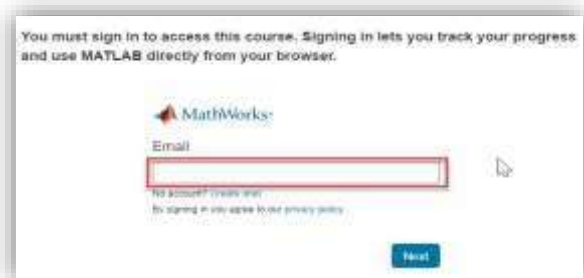 You must sign in to access this course. Signing in lets you track your progress
and use MATLAB directly from your browser.
MathWorks
Email
No account? Create one!
By signing in you agree to our privacy policy.
Next